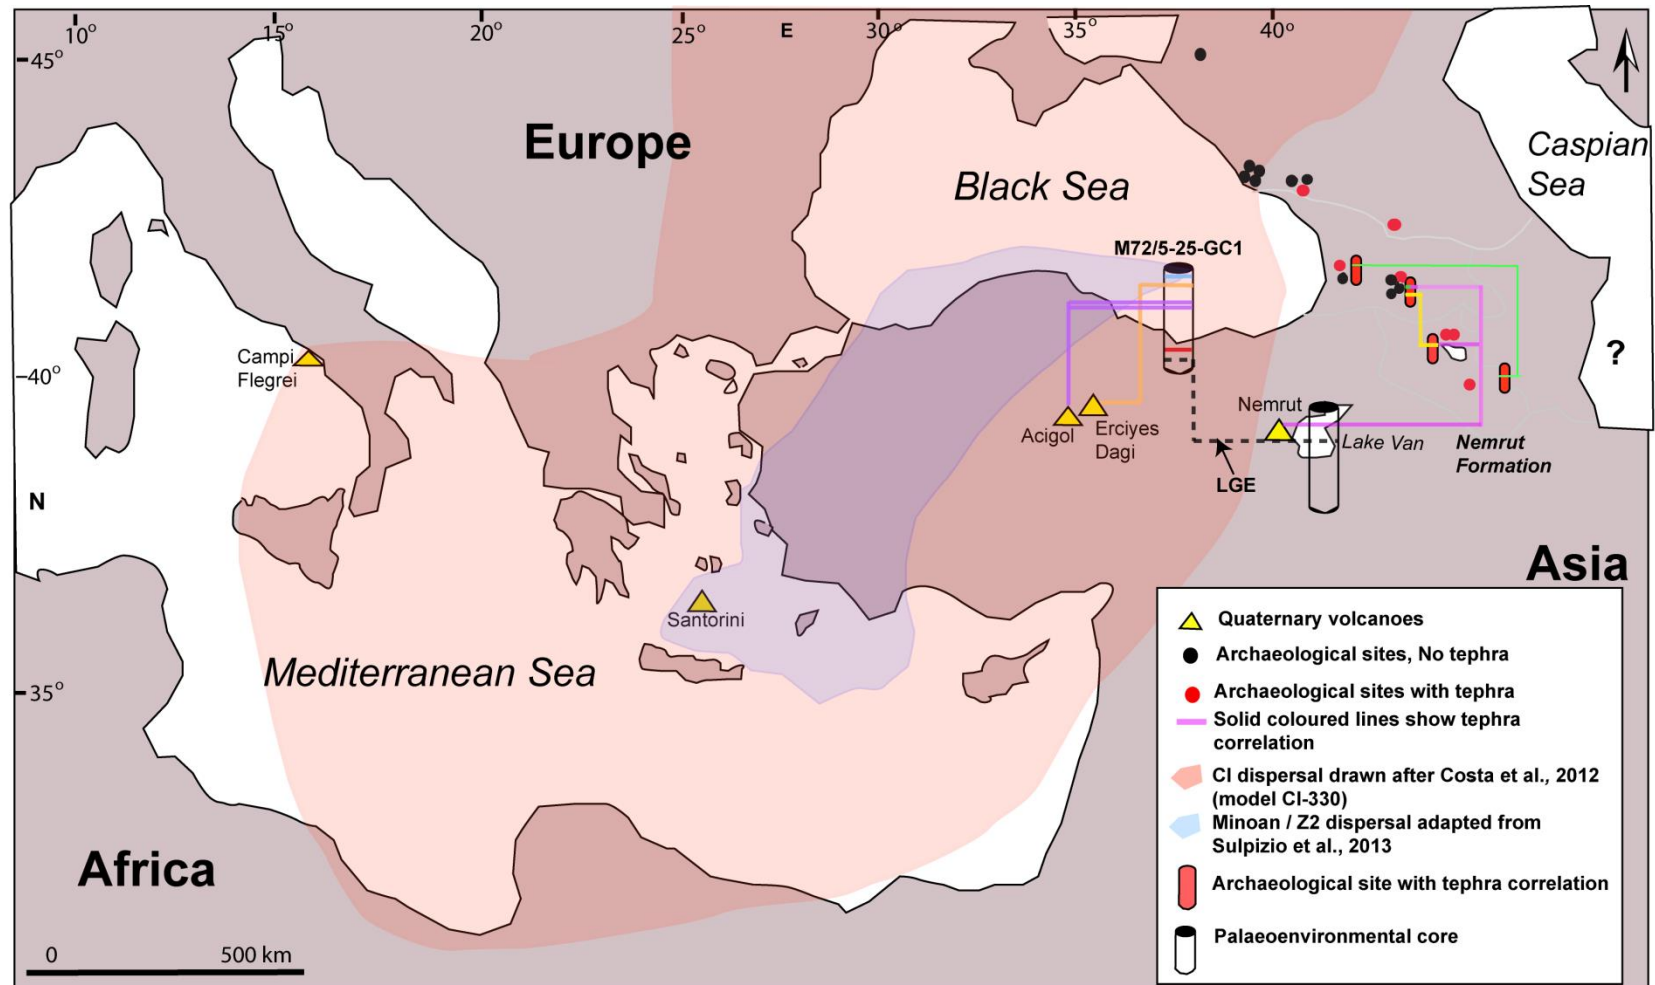 10°
15°
20°
25°
E
30°
35°
40°
45°
Europe
Caspian
Sea
Black Sea
M72/5-25-GC1
Campi
Flegrei
40°
?
Nemrut
Acigol
Erciyes
Dagi
Lake Van
Nemrut
Formation
LGE
N
Asia
Santorini
Mediterranean Sea
35°
Africa
0 500 km
Quaternary volcanoes
Archaeological sites, No tephra
Archaeological sites with tephra
Solid coloured lines show tephra
correlation
CI dispersal drawn after Costa et al., 2012
(model CI-330)
Minoan / Z2 dispersal adapted from
Sulpizio et al., 2013
Archaeological site with tephra correlation
Palaeoenvironmental core